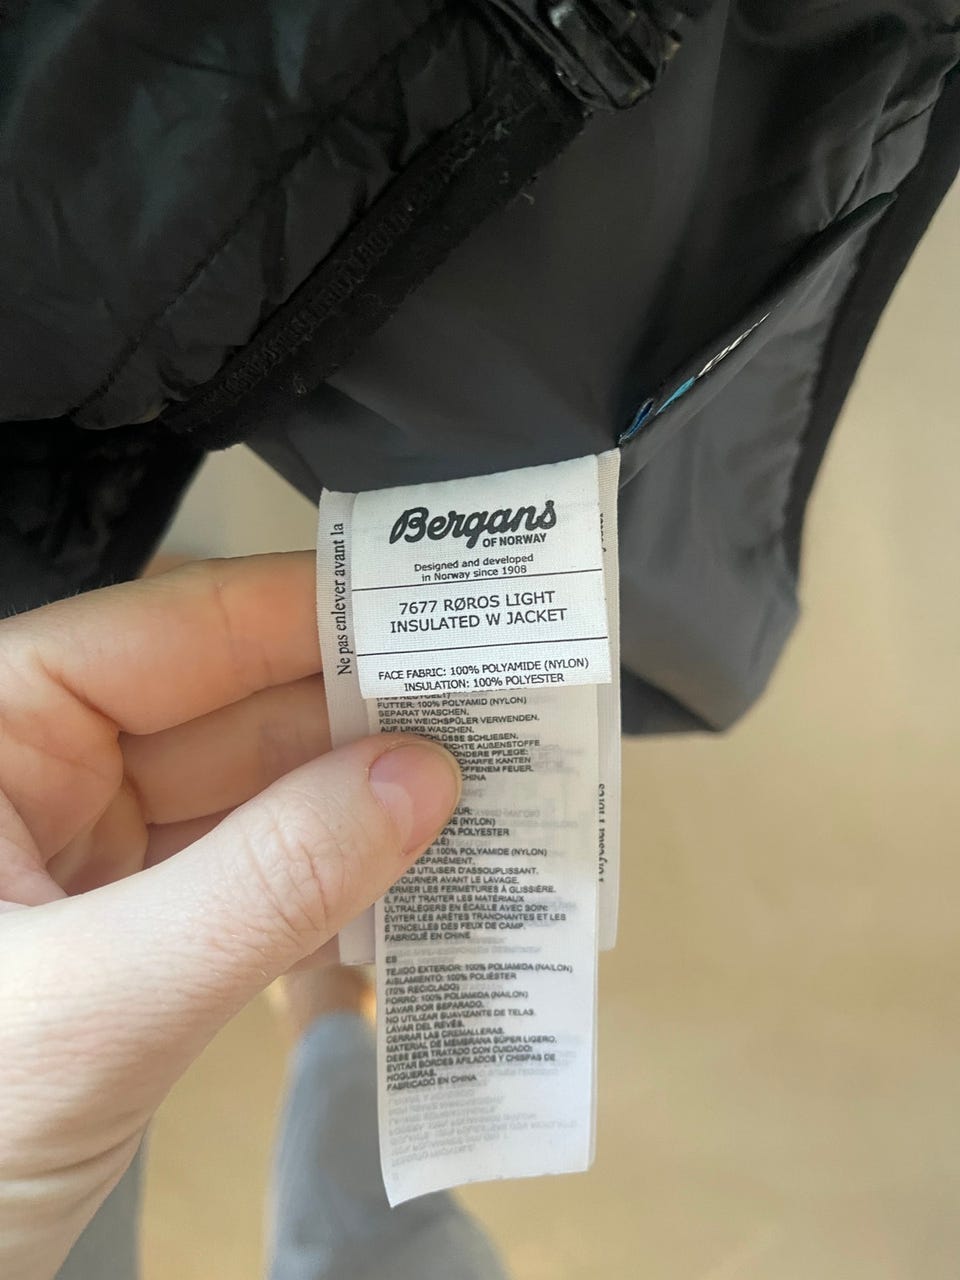 Ne pas enlever avant la
Bergans
OF NORWAY
Designed and developed
in Norway since 1908
7677 RØROS LIGHT
INSULATED W JACKET
FACE FABRIC: 100% POLYAMIDE (NYLON)
INSULATION: 100% POLYESTER
FUTTER: 100% POLYAMID (NYLON)
SEPARAT WASCHEN.
KEINEN WEICHSPÜLER VERWENDEN.
AUF LINKS WASCHEN.
SCHLIEßEN.
AUßENSTOFFE
PFLEGE:
KANTEN
OFFENEM FEUER.
CHINA
(NYLON)
POLYESTER
100% POLYAMIDE (NYLON)
SÉPARÉMENT.
UTILISER D'ASSOUPLISSANT.
AVANT LE LAVAGE.
LES FERMETURES À GLISSIÈRE.
IL FAUT TRAITER LES MATÉRIAUX
ULTRALÉGERS EN ÉCAILLE AVEC SOIN:
ÉVITER LES ARÊTES TRANCHANTES ET LES
É TINCELLES DES FEUX DE CAMP.
FABRIQUÉ EN CHINE
ES
TEJIDO EXTERIOR: 100% POLIAMIDA (NAILON)
AISLAMIENTO: 100% POLIÉSTER
(70% RECICLADO)
FORRO: 100% POLIAMIDA (NAILON)
LAVAR POR SEPARADO.
NO UTILIZAR SUAVIZANTE DE TELAS.
LAVAR DEL REVÉS.
CERRAR LAS CREMALLERAS.
MATERIAL DE MEMBRANA SÚPER LIGERO.
DEBE SER TRATADO CON CUIDADO:
EVITAR BORDES AFILADOS Y CHISPAS DE
HOGUERAS.
FABRICADO EN CHINA